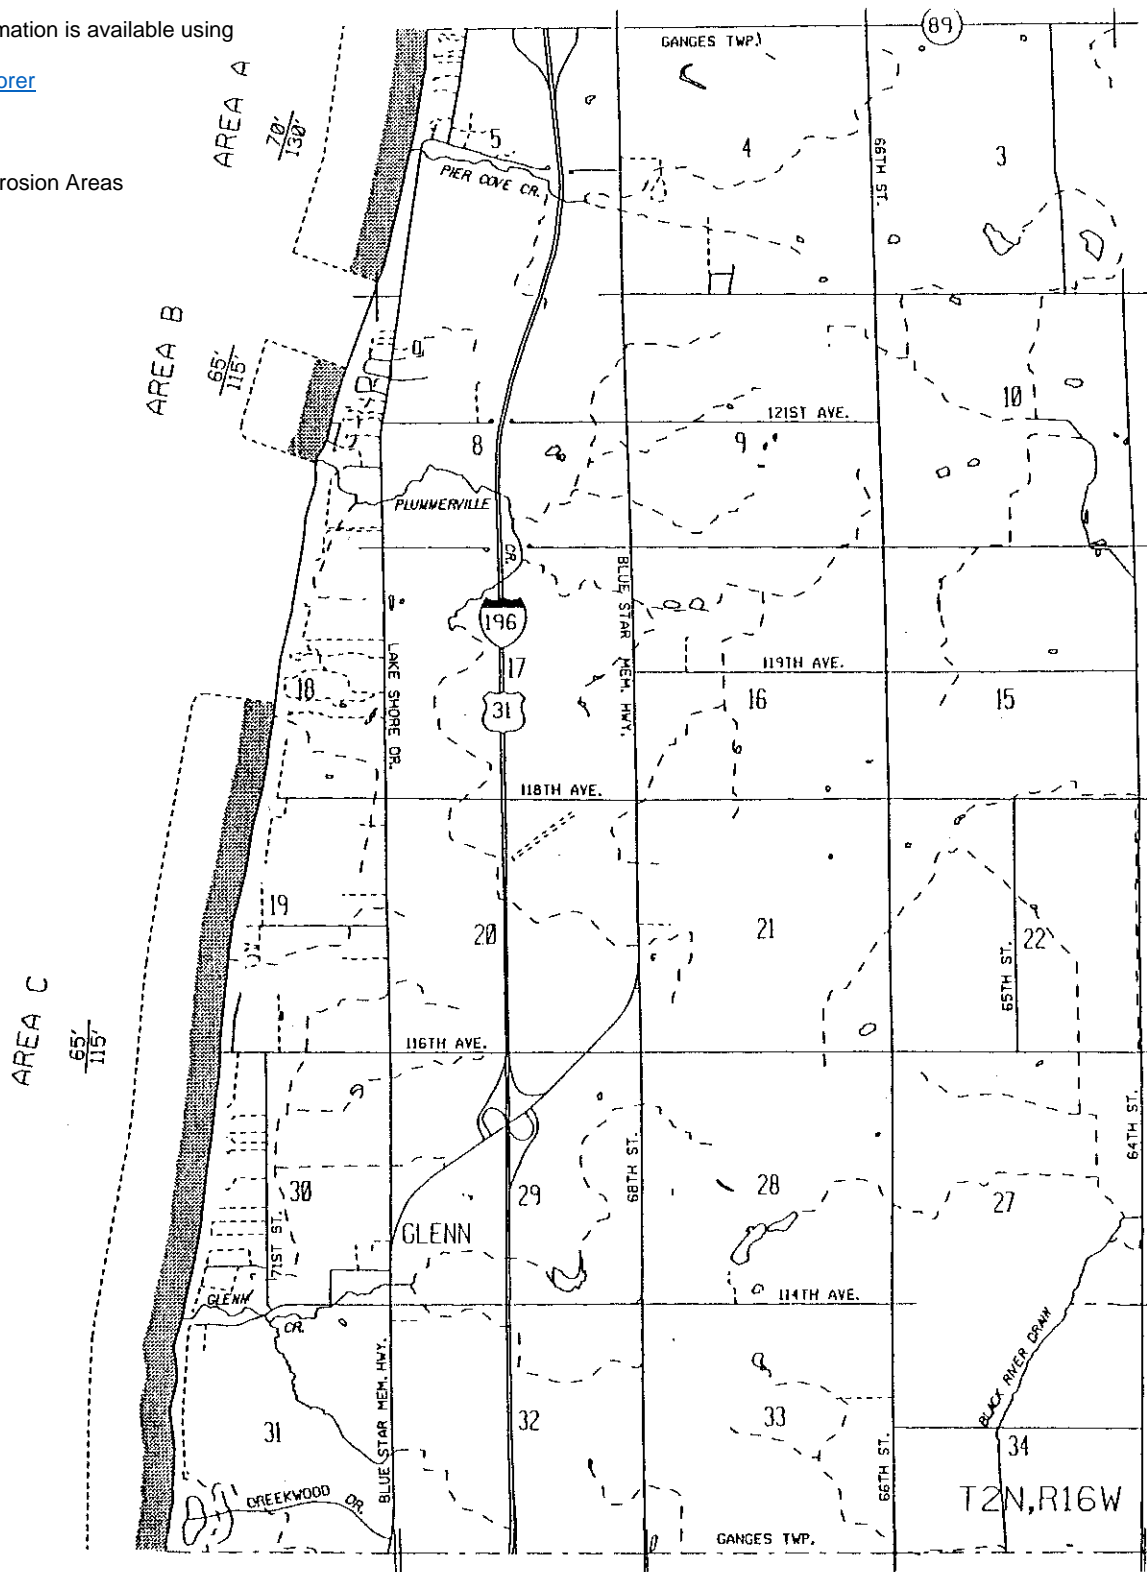 mation is available using
orer
rosion Areas
GANGES TWP.)
89
AREA A
70'
130'
5
4
3
PIER COVE CR.
66TH ST.
AREA B
65'
115'
8
9
10
121ST AVE.
PLUMMERVILLE
CR.
BLUE STAR MEM. HWY.
196
LAKE SHORE DR.
17
119TH AVE.
18
16
15
31
118TH AVE.
19
20
21
22
65TH ST.
AREA C
65'
115'
116TH AVE.
64TH ST.
68TH ST.
30
29
28
27
71ST ST.
GLENN
GLENN
CR.
114TH AVE.
BLACK RIVER DRAIN
BLUE STAR MEM. HWY.
31
32
33
34
66TH ST.
CREEKWOOD DR.
T2N,R16W
GANGES TWP.